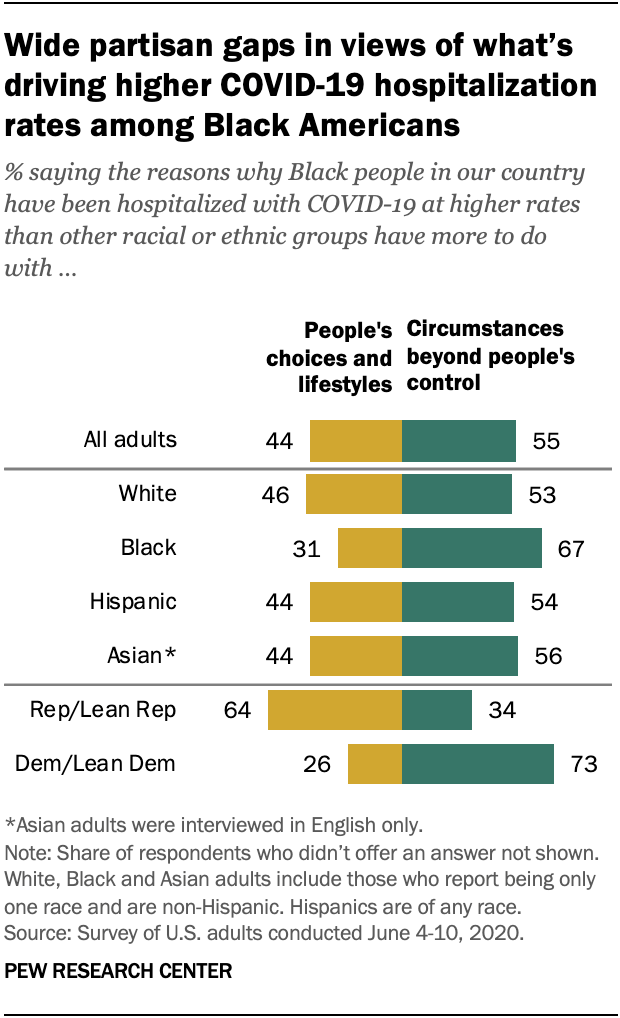 Wide partisan gaps in views of what's
driving higher COVID-19 hospitalization
rates among Black Americans
% saying the reasons why Black people in our country
have been hospitalized with COVID-19 at higher rates
than other racial or ethnic groups have more to do
with ...
People's
choices and
lifestyles
Circumstances
beyond people's
control
All adults 44 55
White 46 53
Black 31 67
Hispanic 44 54
Asian* 44 56
Rep/Lean Rep 64 34
Dem/Lean Dem 26 73
*Asian adults were interviewed in English only.
Note: Share of respondents who didn't offer an answer not shown.
White, Black and Asian adults include those who report being only
one race and are non-Hispanic. Hispanics are of any race.
Source: Survey of U.S. adults conducted June 4-10, 2020.
PEW RESEARCH CENTER